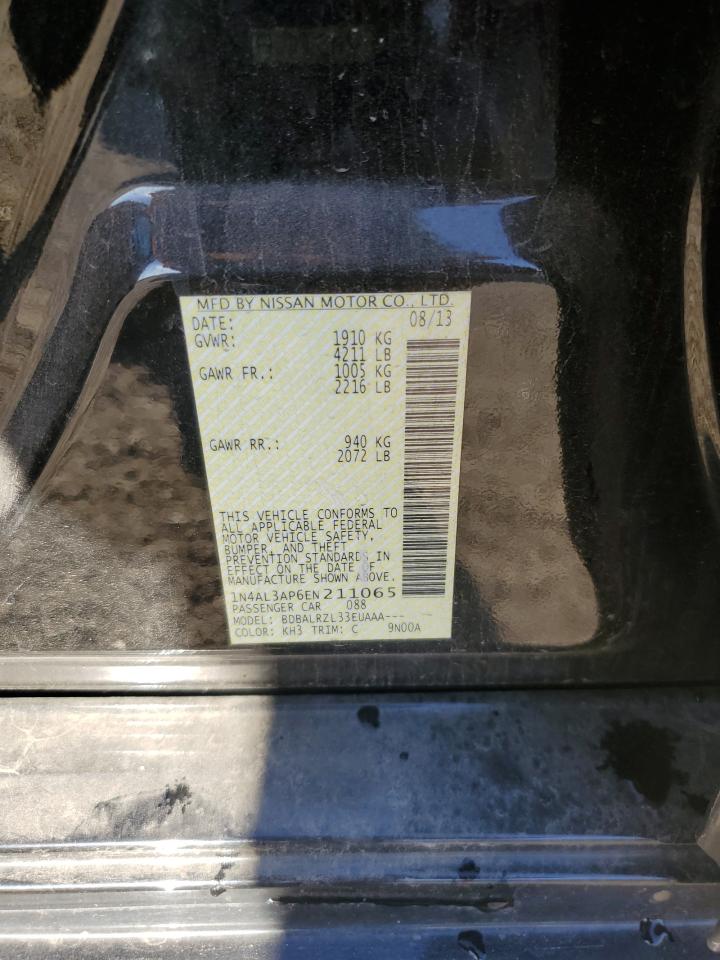 MFD BY NISSAN MOTOR CO., LTD.
DATE: 08/13
GVWR: 1910 KG
4211 LB
GAWR FR.: 1005 KG
2216 LB
GAWR RR.: 940 KG
2072 LB
THIS VEHICLE CONFORMS TO
ALL APPLICABLE FEDERAL
MOTOR VEHICLE SAFETY,
BUMPER, AND THEFT
PREVENTION STANDARDS IN
EFFECT ON THE DATE OF
MANUFACTURE SHOWN ABOVE.
1N4AL3AP6EN211065
PASSENGER CAR 088
MODEL: BDBALRZL33EUAAA---
COLOR: KH3 TRIM: C 9N00A